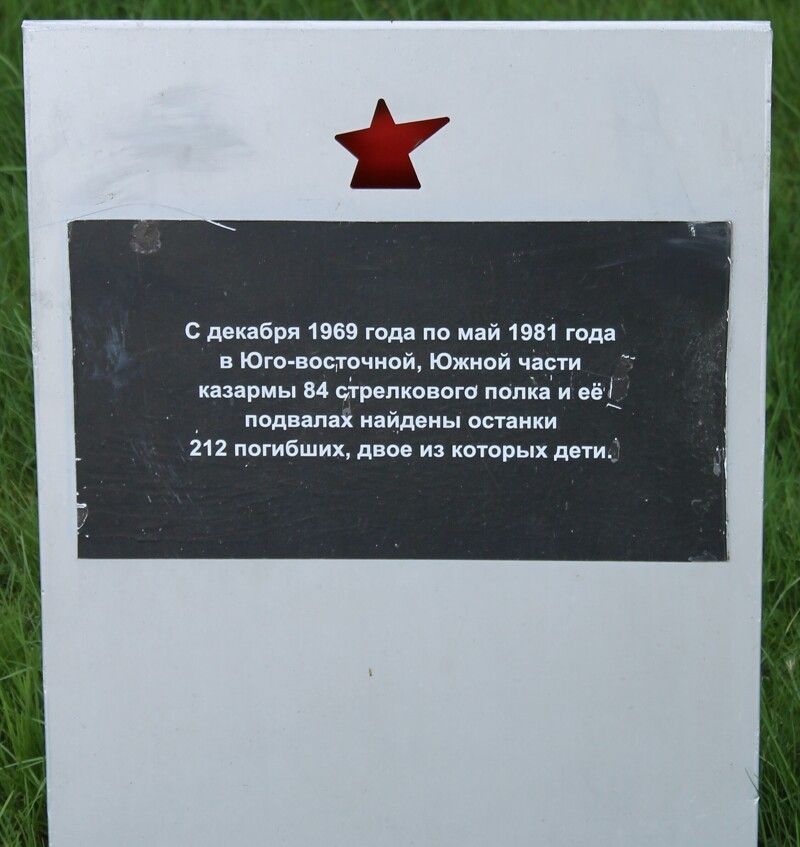 С декабря 1969 года по май 1981 года
в Юго-восточной, Южной части
казармы 84 стрелкового полка и её
подвалах найдены останки
212 погибших, двое из которых дети.